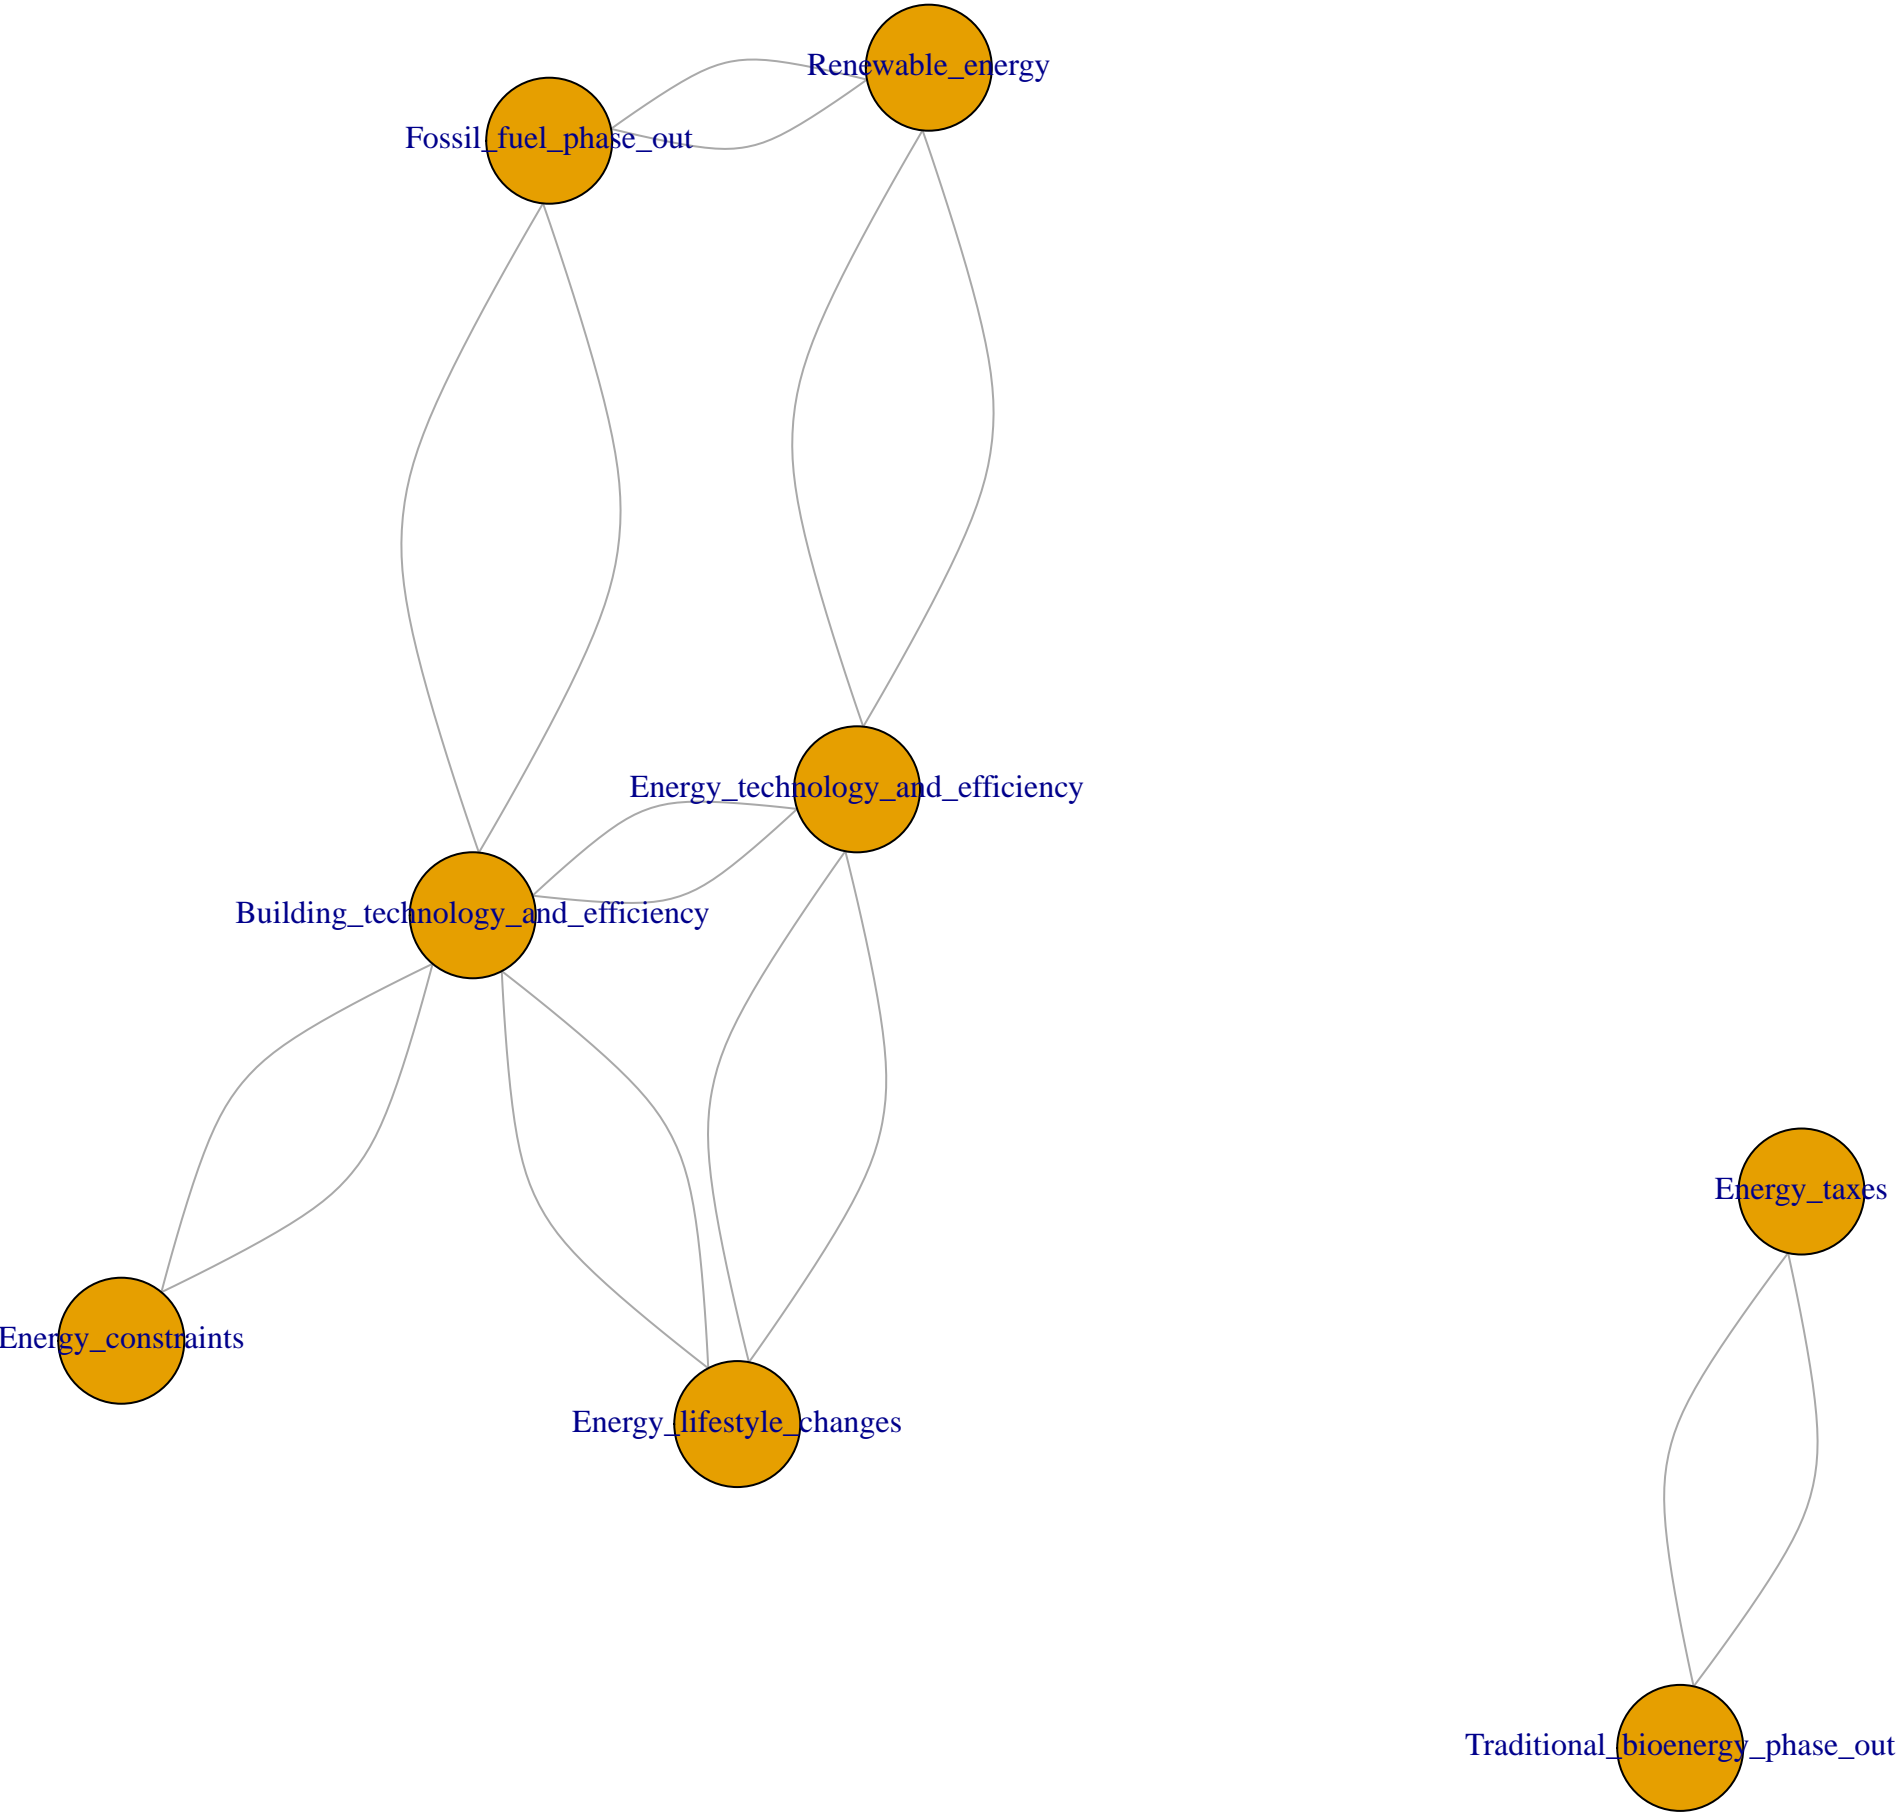 Renewable_energy
Fossil_fuel_phase_out
Energy_technology_and_efficiency
Building_technology_and_efficiency
Energy_taxes
Energy_constraints
Energy_lifestyle_changes
Traditional_bioenergy_phase_out